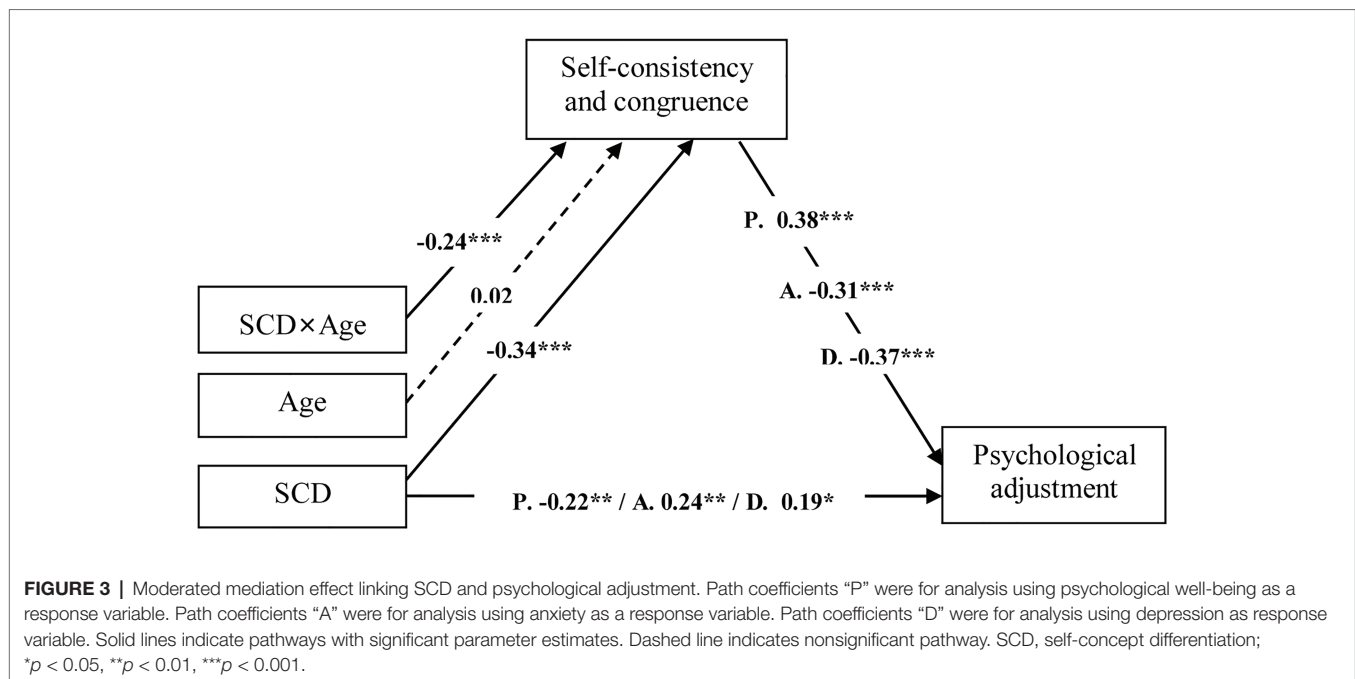 Self-consistency
and congruence
P. 0.38***
-0.24***
A. -0.31***
0.02
SCD×Age
-0.34***
D. -0.37***
Age
Psychological
adjustment
SCD
P. -0.22** / A. 0.24** / D. 0.19*
FIGURE 3 | Moderated mediation effect linking SCD and psychological adjustment. Path coefficients “P” were for analysis using psychological well-being as a
response variable. Path coefficients “A” were for analysis using anxiety as a response variable. Path coefficients “D” were for analysis using depression as response
variable. Solid lines indicate pathways with significant parameter estimates. Dashed line indicates nonsignificant pathway. SCD, self-concept differentiation;
*p < 0.05, **p < 0.01, ***p < 0.001.